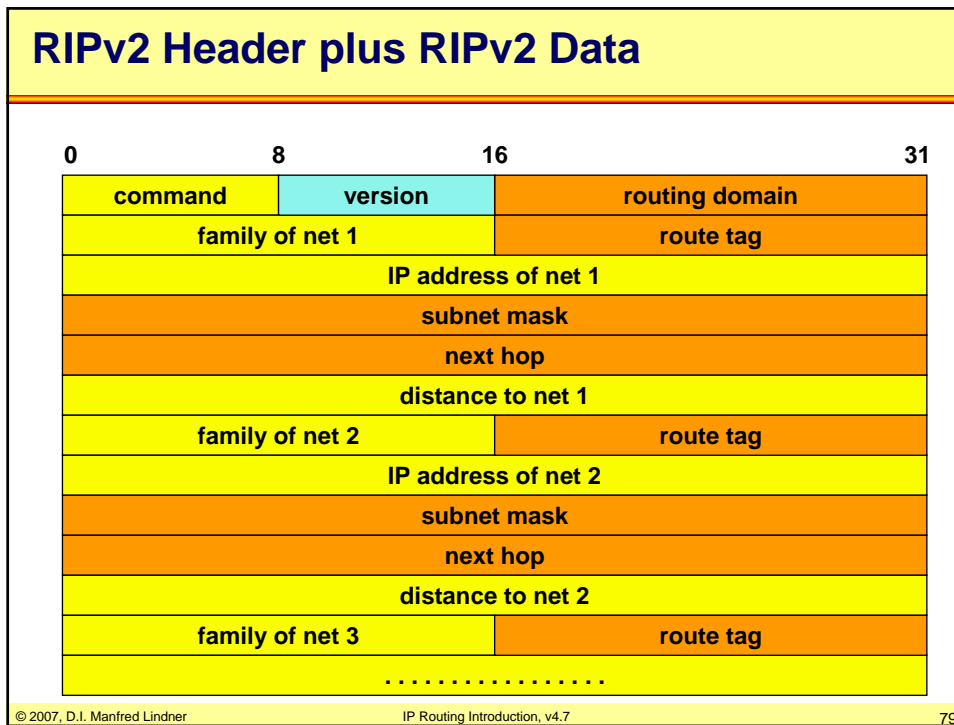 RIPv2 Header plus RIPv2 Data
0 8 16 31
command version routing domain
family of net 1 route tag
IP address of net 1
subnet mask
next hop
distance to net 1
family of net 2 route tag
IP address of net 2
subnet mask
next hop
distance to net 2
family of net 3 route tag
. . . . . . . . . . . . . . . . .
© 2007, D.I. Manfred Lindner IP Routing Introduction, v4.7 79